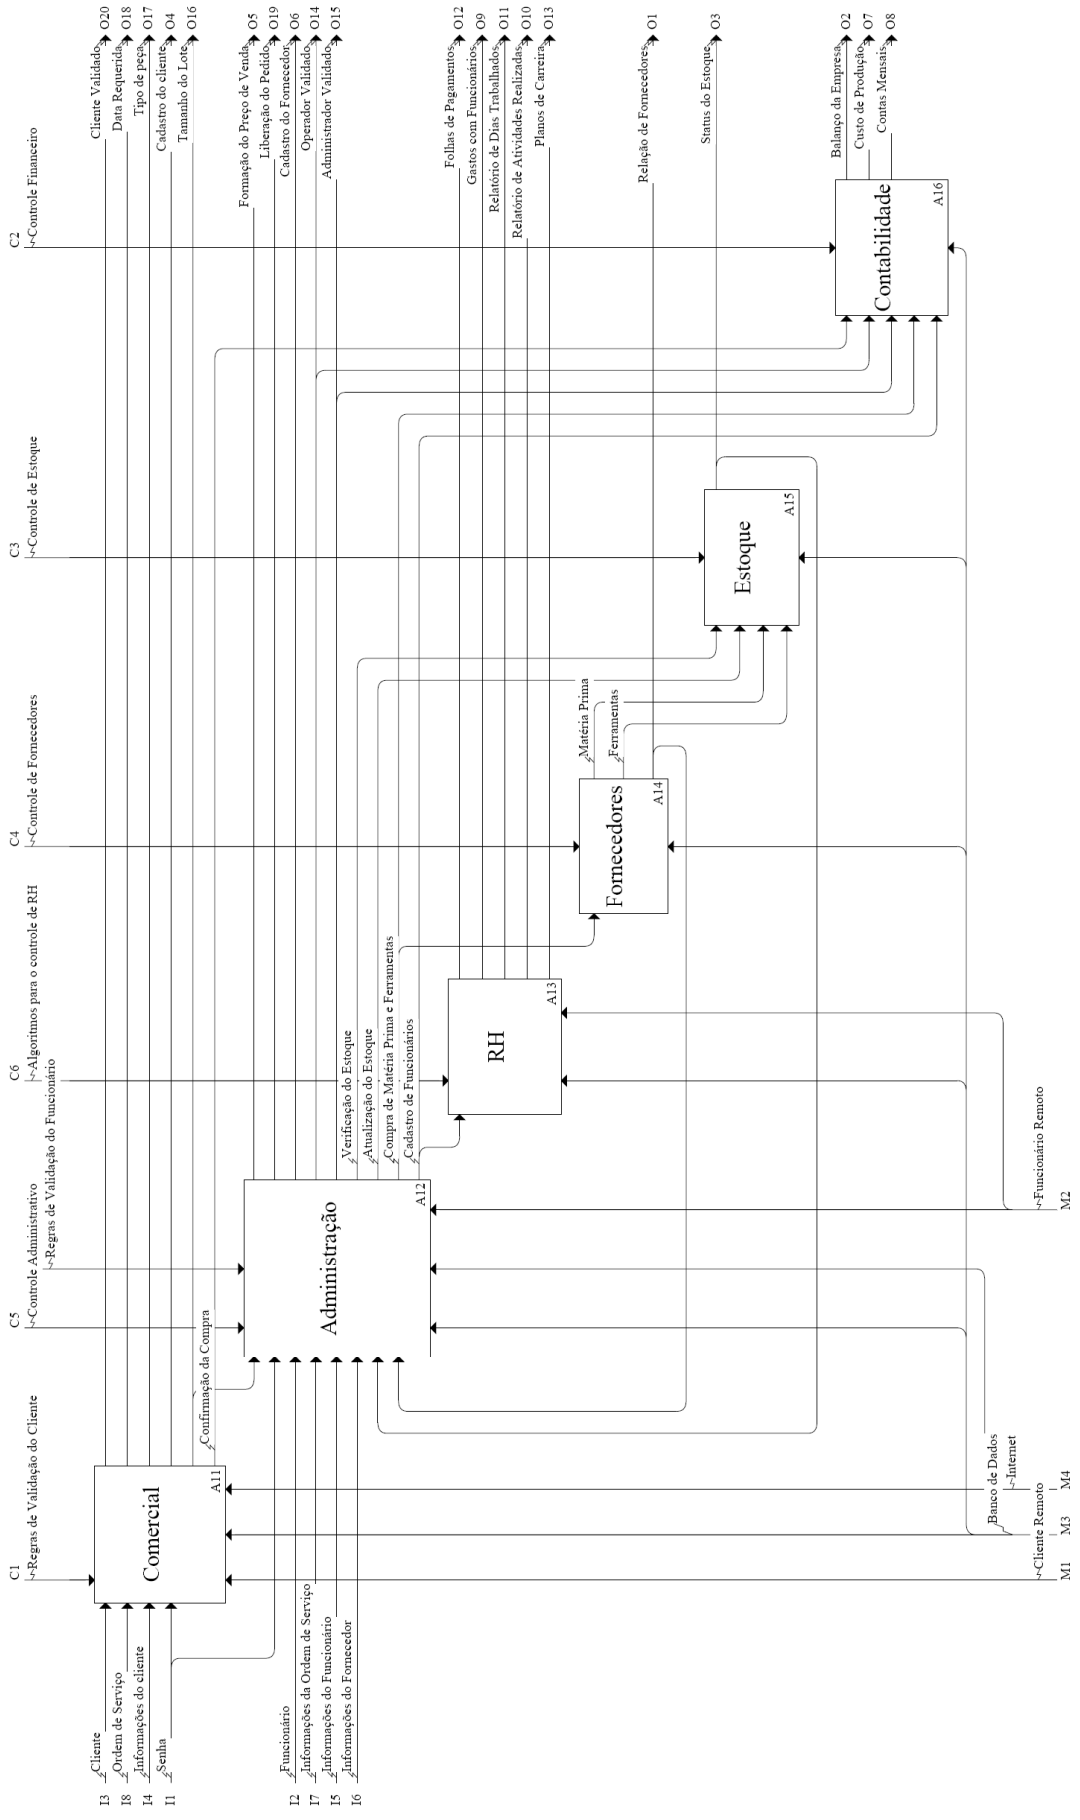 C1
Regras de Validação do Cliente
C5
Controle Administrativo
Regras de Validação do Funcionário
C6
Algoritmos para o controle de RH
C4
Controle de Fornecedores
C3
Controle de Estoque
C2
Controle Financeiro
I3
Cliente
I8
Ordem de Serviço
I4
Informações do cliente
I1
Senha
I2
Funcionário
I7
Informações da Ordem de Serviço
I5
Informações do Funcionário
I6
Informações do Fornecedor
Comercial
A11
Confirmação da Compra
Administração
A12
Verificação do Estoque
Atualização do Estoque
Compra de Matéria Prima e Ferramentas
Cadastro de Funcionários
RH
A13
Fornecedores
A14
Matéria Prima
Ferramentas
Estoque
A15
Contabilidade
A16
Cliente Validado
O20
Data Requerida
O18
Tipo de peça
O17
Cadastro do cliente
O4
Tamanho do Lote
O16
Formação do Preço de Venda
O5
Liberação do Pedido
O19
Cadastro do Fornecedor
O6
Operador Validado
O14
Administrador Validado
O15
Folhas de Pagamentos
O12
Gastos com Funcionários
O9
Relatório de Dias Trabalhados
O11
Relatório de Atividades Realizadas
O10
Planos de Carreira
O13
Relação de Fornecedores
O1
Status do Estoque
O3
Balanço da Empresa
O2
Custo de Produção
O7
Contas Mensais
O8
Cliente Remoto
M1
Banco de Dados
M3
Internet
M4
Funcionário Remoto
M2